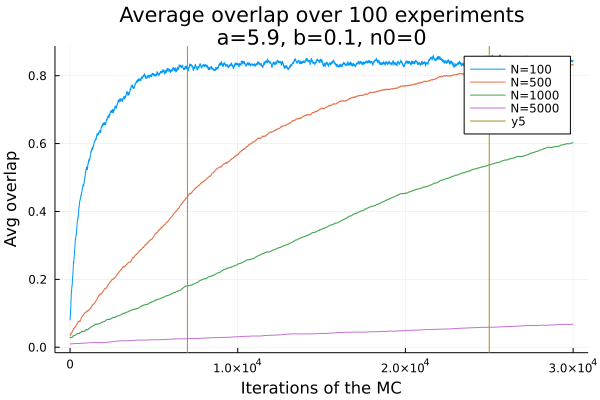 Average overlap over 100 experiments
a=5.9, b=0.1, n0=0
Avg overlap
0.8
0.6
0.4
0.2
0.0
N=100
N=500
N=1000
N=5000
y5
0
1.0×10⁴
2.0×10⁴
3.0×10⁴
Iterations of the MC